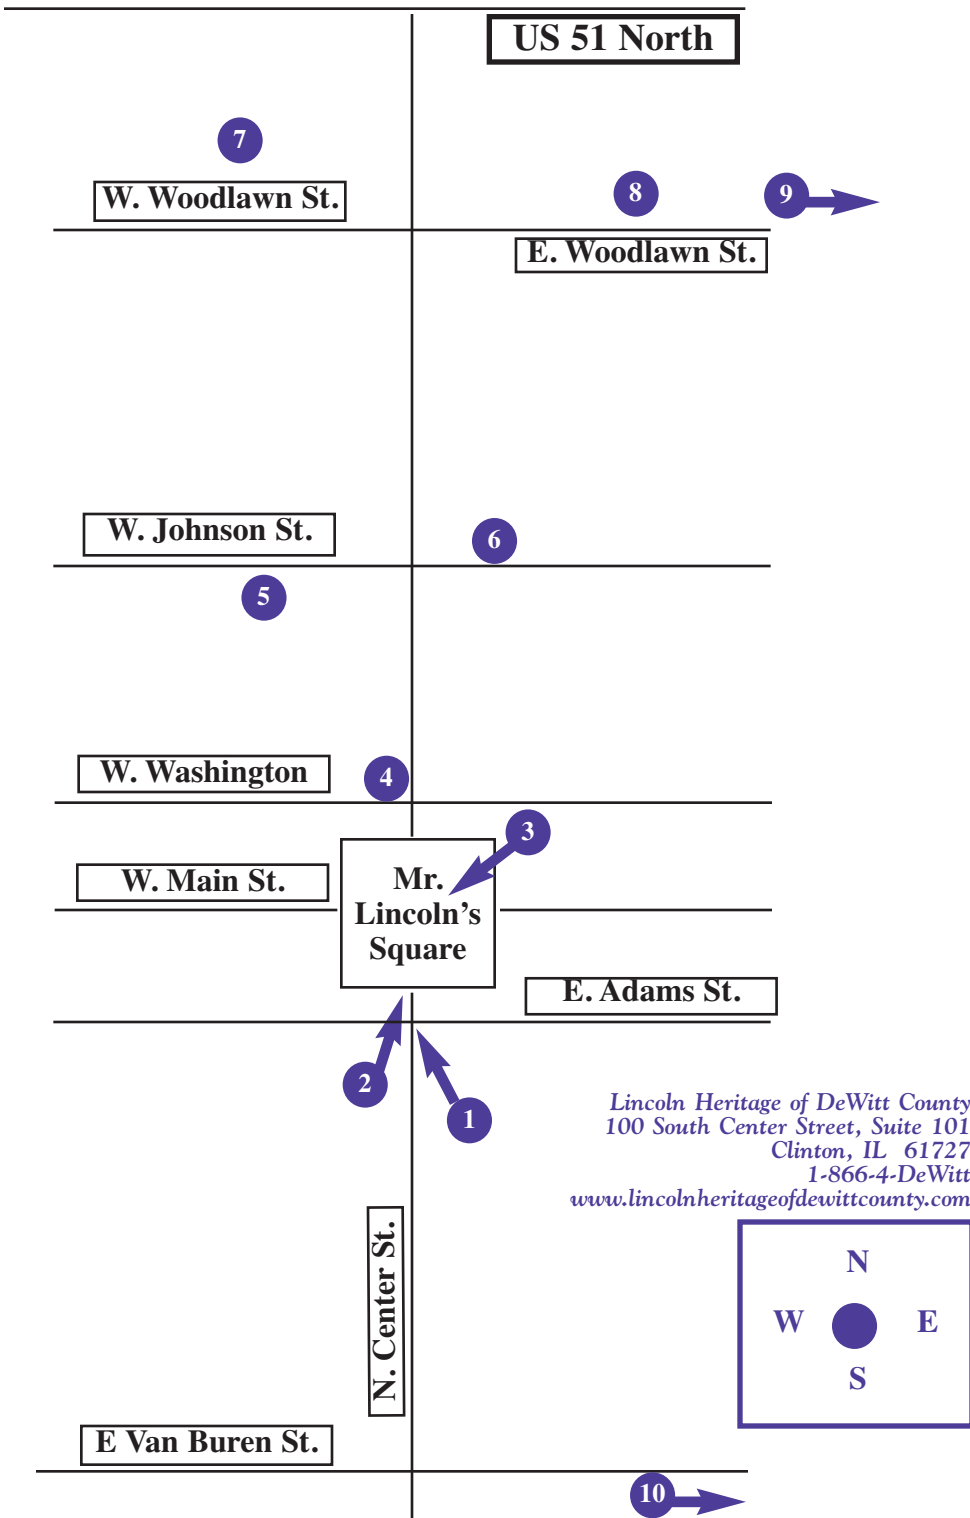 US 51 North
7
W. Woodlawn St.
8
9
E. Woodlawn St.
W. Johnson St.
6
5
W. Washington
4
3
W. Main St.
Mr.
Lincoln's
Square
E. Adams St.
2
1
Lincoln Heritage of DeWitt County
100 South Center Street, Suite 101
Clinton, IL 61727
1-866-4-DeWitt
www.lincolnheritageofdewittcounty.com
N. Center St.
N
W
E
S
E Van Buren St.
10